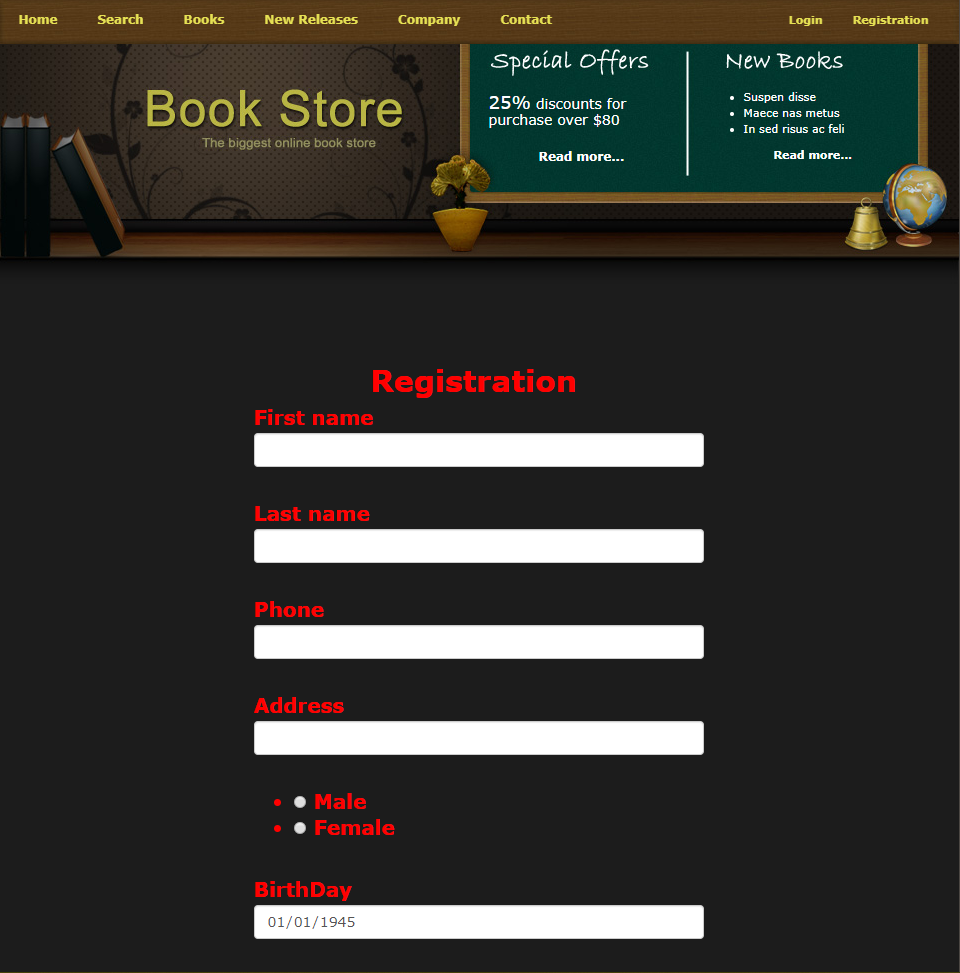 Home Search Books New Releases Company Contact Login Registration
Book Store
The biggest online book store
Special Offers
25% discounts for
purchase over $80
Read more...
New Books
Suspen disse
Maece nas metus
In sed risus ac feli
Read more...
Registration
First name
Last name
Phone
Address
Male
Female
BirthDay
01/01/1945